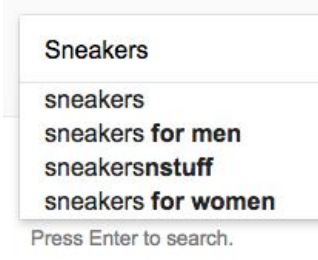 Sneakers
sneakers
sneakers for men
sneakersnstuff
sneakers for women
Press Enter to search.